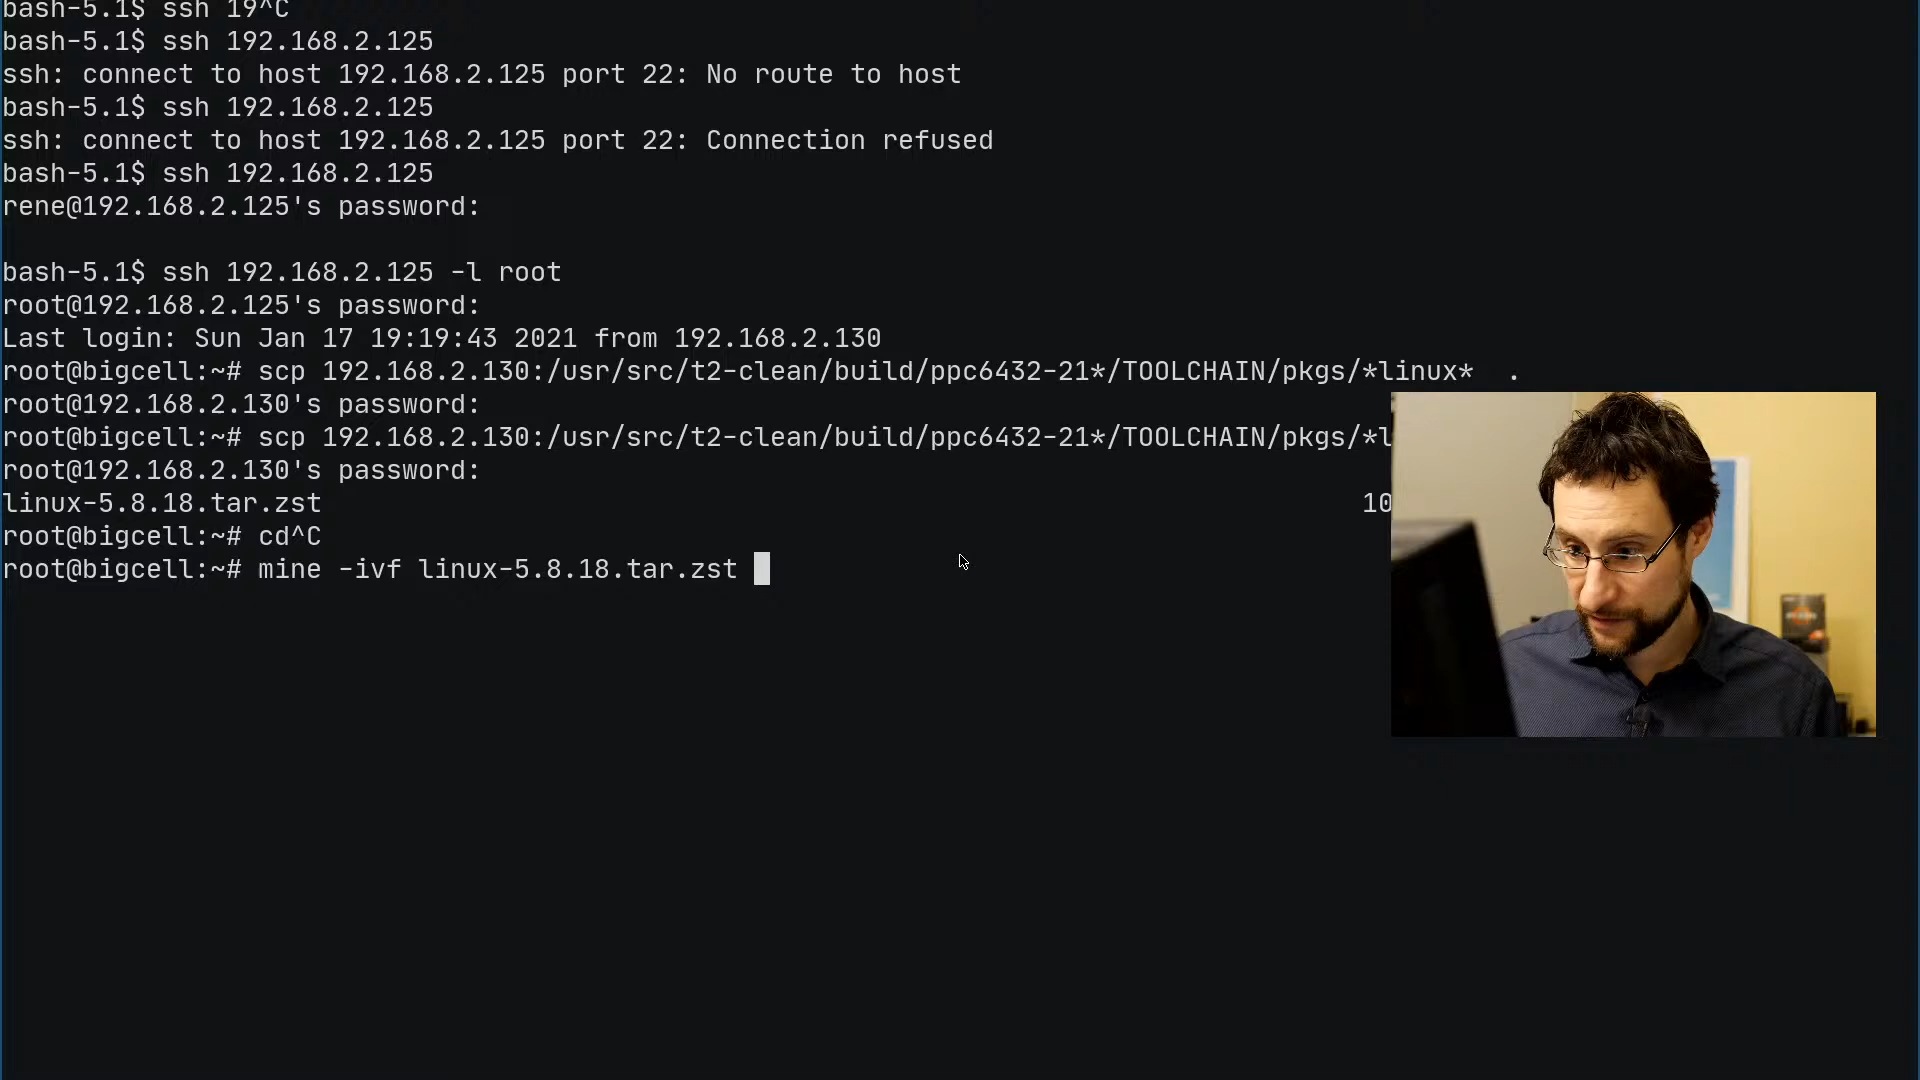 bash-5.1$ ssh 19^C
bash-5.1$ ssh 192.168.2.125
ssh: connect to host 192.168.2.125 port 22: No route to host
bash-5.1$ ssh 192.168.2.125
ssh: connect to host 192.168.2.125 port 22: Connection refused
bash-5.1$ ssh 192.168.2.125
rene@192.168.2.125's password:
bash-5.1$ ssh 192.168.2.125 -l root
root@192.168.2.125's password:
Last login: Sun Jan 17 19:19:43 2021 from 192.168.2.130
root@bigcell:~# scp 192.168.2.130:/usr/src/t2-clean/build/ppc6432-21*/TOOLCHAIN/pkgs/*linux*  .
root@192.168.2.130's password:
root@bigcell:~# scp 192.168.2.130:/usr/src/t2-clean/build/ppc6432-21*/TOOLCHAIN/pkgs/*l
root@192.168.2.130's password:
linux-5.8.18.tar.zst 10
root@bigcell:~# cd^C
root@bigcell:~# mine -ivf linux-5.8.18.tar.zst